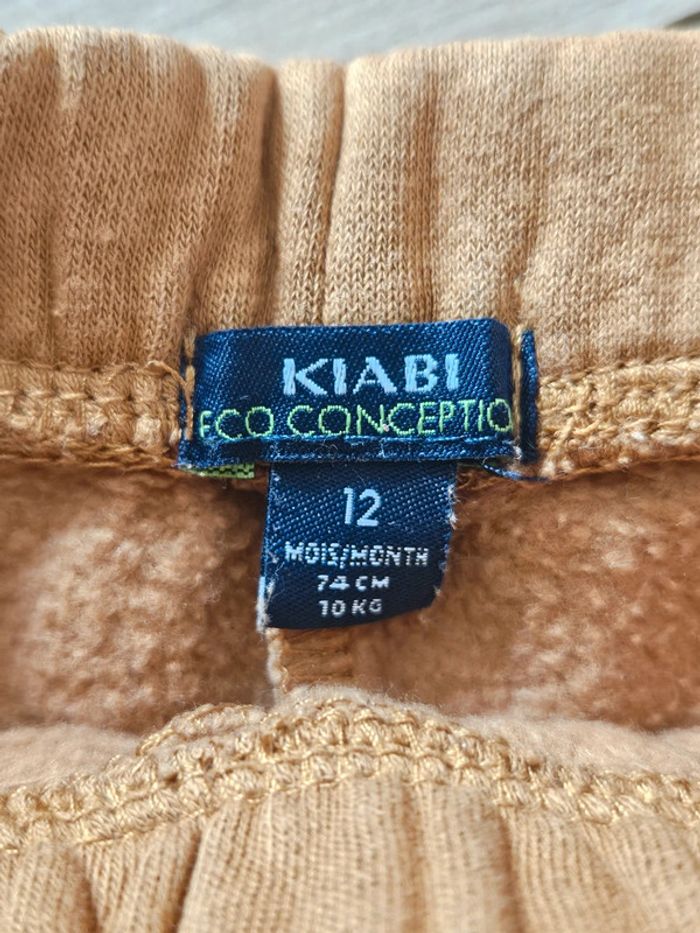 KIABI
ECO CONCEPTIO
12
MOIS/MONTH
74 CM
10 KG